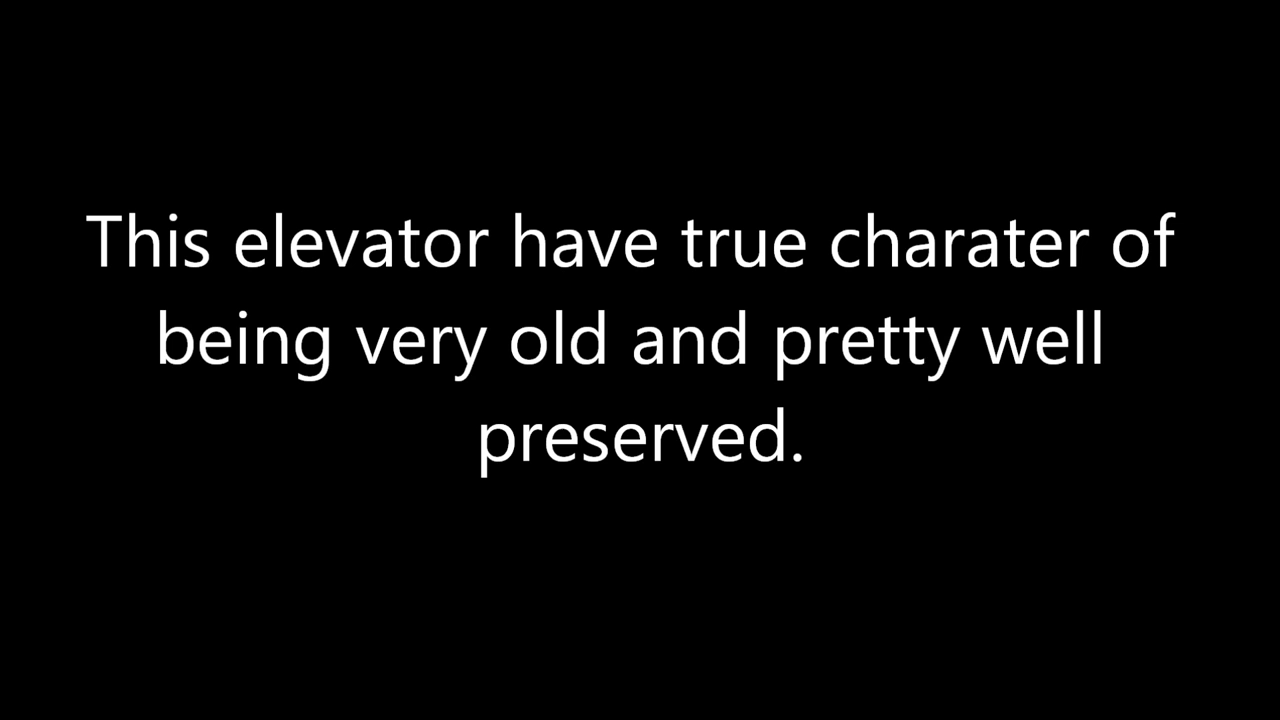 This elevator have true charater of
being very old and pretty well
preserved.